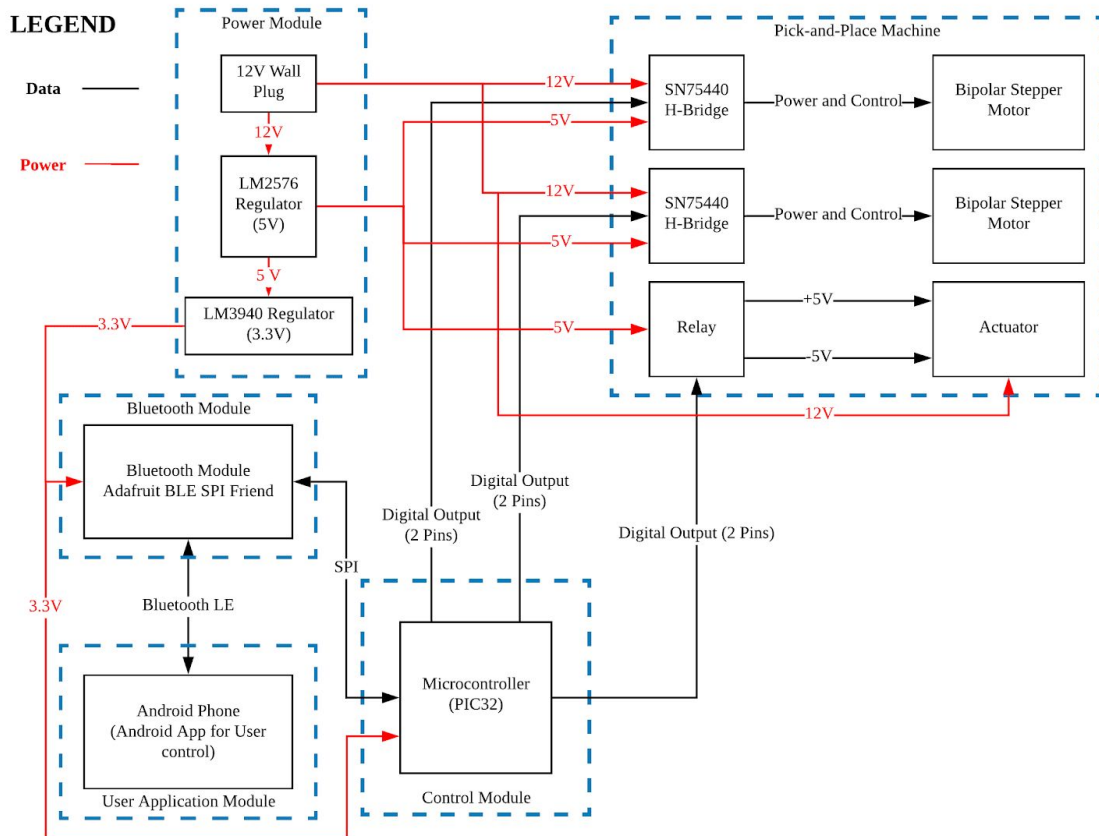 LEGEND
Data
Power
Power Module
12V Wall
Plug
12V
LM2576
Regulator
(5V)
5 V
LM3940 Regulator
(3.3V)
3.3V
Pick-and-Place Machine
12V
5V
SN75440
H-Bridge
Power and Control
Bipolar Stepper
Motor
12V
5V
SN75440
H-Bridge
Power and Control
Bipolar Stepper
Motor
5V
Relay
+5V
-5V
Actuator
12V
Bluetooth Module
Bluetooth Module
Adafruit BLE SPI Friend
Digital Output
(2 Pins)
Digital Output
(2 Pins)
Digital Output (2 Pins)
SPI
3.3V
Bluetooth LE
Android Phone
(Android App for User
control)
User Application Module
Microcontroller
(PIC32)
Control Module